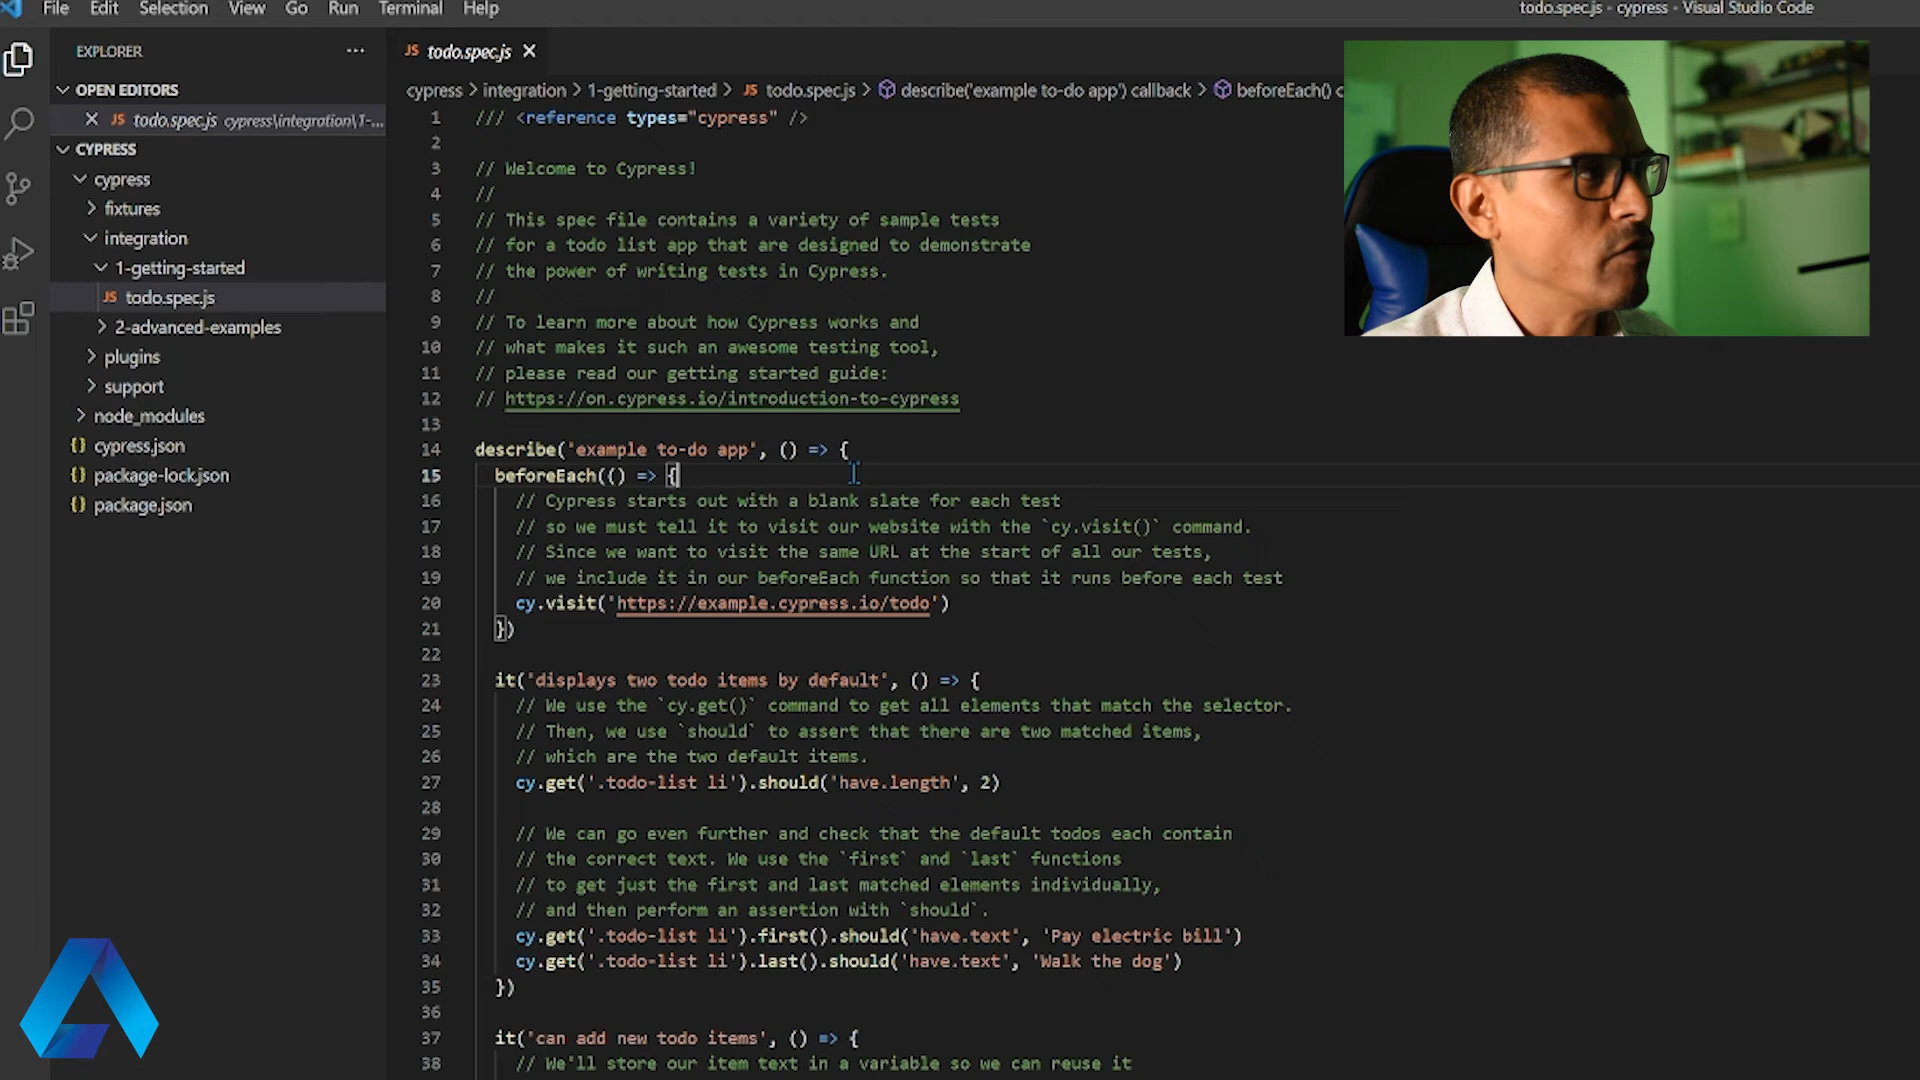 File Edit Selection View Go Run Terminal Help
todo.spec.js - cypress - Visual Studio Code
EXPLORER
OPEN EDITORS
todo.spec.js cypress\integration\1-...
CYPRESS
cypress
fixtures
integration
1-getting-started
JS todo.spec.js
2-advanced-examples
plugins
support
node_modules
{} cypress.json
{} package-lock.json
{} package.json
JS todo.spec.js
cypress > integration > 1-getting-started > JS todo.spec.js > describe('example to-do app') callback > beforeEach() c
1 /// <reference types="cypress" />
2
3 // Welcome to Cypress!
4 //
5 // This spec file contains a variety of sample tests
6 // for a todo list app that are designed to demonstrate
7 // the power of writing tests in Cypress.
8 //
9 // To learn more about how Cypress works and
10 // what makes it such an awesome testing tool,
11 // please read our getting started guide:
12 // https://on.cypress.io/introduction-to-cypress
13
14 describe('example to-do app', () => {
15 beforeEach(() => {
16 // Cypress starts out with a blank slate for each test
17 // so we must tell it to visit our website with the `cy.visit()` command.
18 // Since we want to visit the same URL at the start of all our tests,
19 // we include it in our beforeEach function so that it runs before each test
20 cy.visit('https://example.cypress.io/todo')
21 })
22
23 it('displays two todo items by default', () => {
24 // We use the `cy.get()` command to get all elements that match the selector.
25 // Then, we use `should` to assert that there are two matched items,
26 // which are the two default items.
27 cy.get('.todo-list li').should('have.length', 2)
28
29 // We can go even further and check that the default todos each contain
30 // the correct text. We use the `first` and `last` functions
31 // to get just the first and last matched elements individually,
32 // and then perform an assertion with `should`.
33 cy.get('.todo-list li').first().should('have.text', 'Pay electric bill')
34 cy.get('.todo-list li').last().should('have.text', 'Walk the dog')
35 })
36
37 it('can add new todo items', () => {
38 // We'll store our item text in a variable so we can reuse it